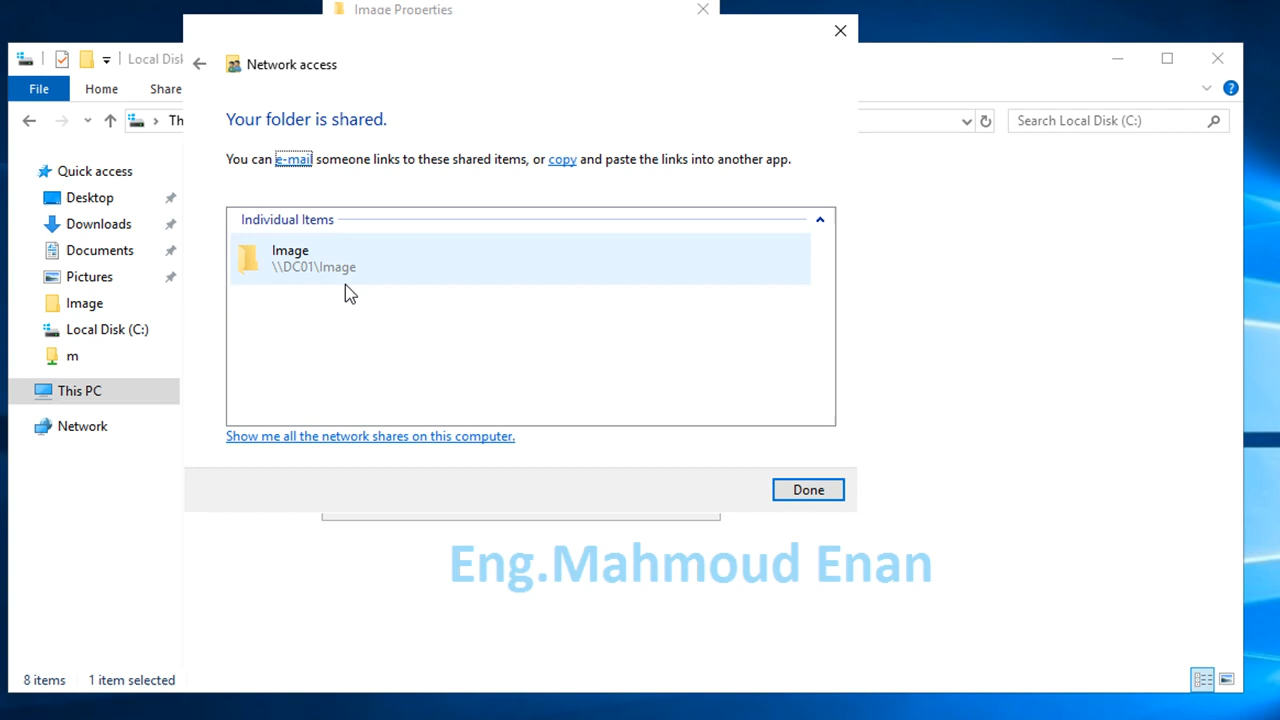 Image Properties
Local Disk
Network access
File
Home
Share
Th
Search Local Disk (C:)
Your folder is shared.
You can e-mail someone links to these shared items, or copy and paste the links into another app.
Quick access
Desktop
Downloads
Documents
Pictures
Image
Local Disk (C:)
m
This PC
Network
Individual Items
Image
\\DC01\Image
Show me all the network shares on this computer.
Done
Eng.Mahmoud Enan
8 items
1 item selected